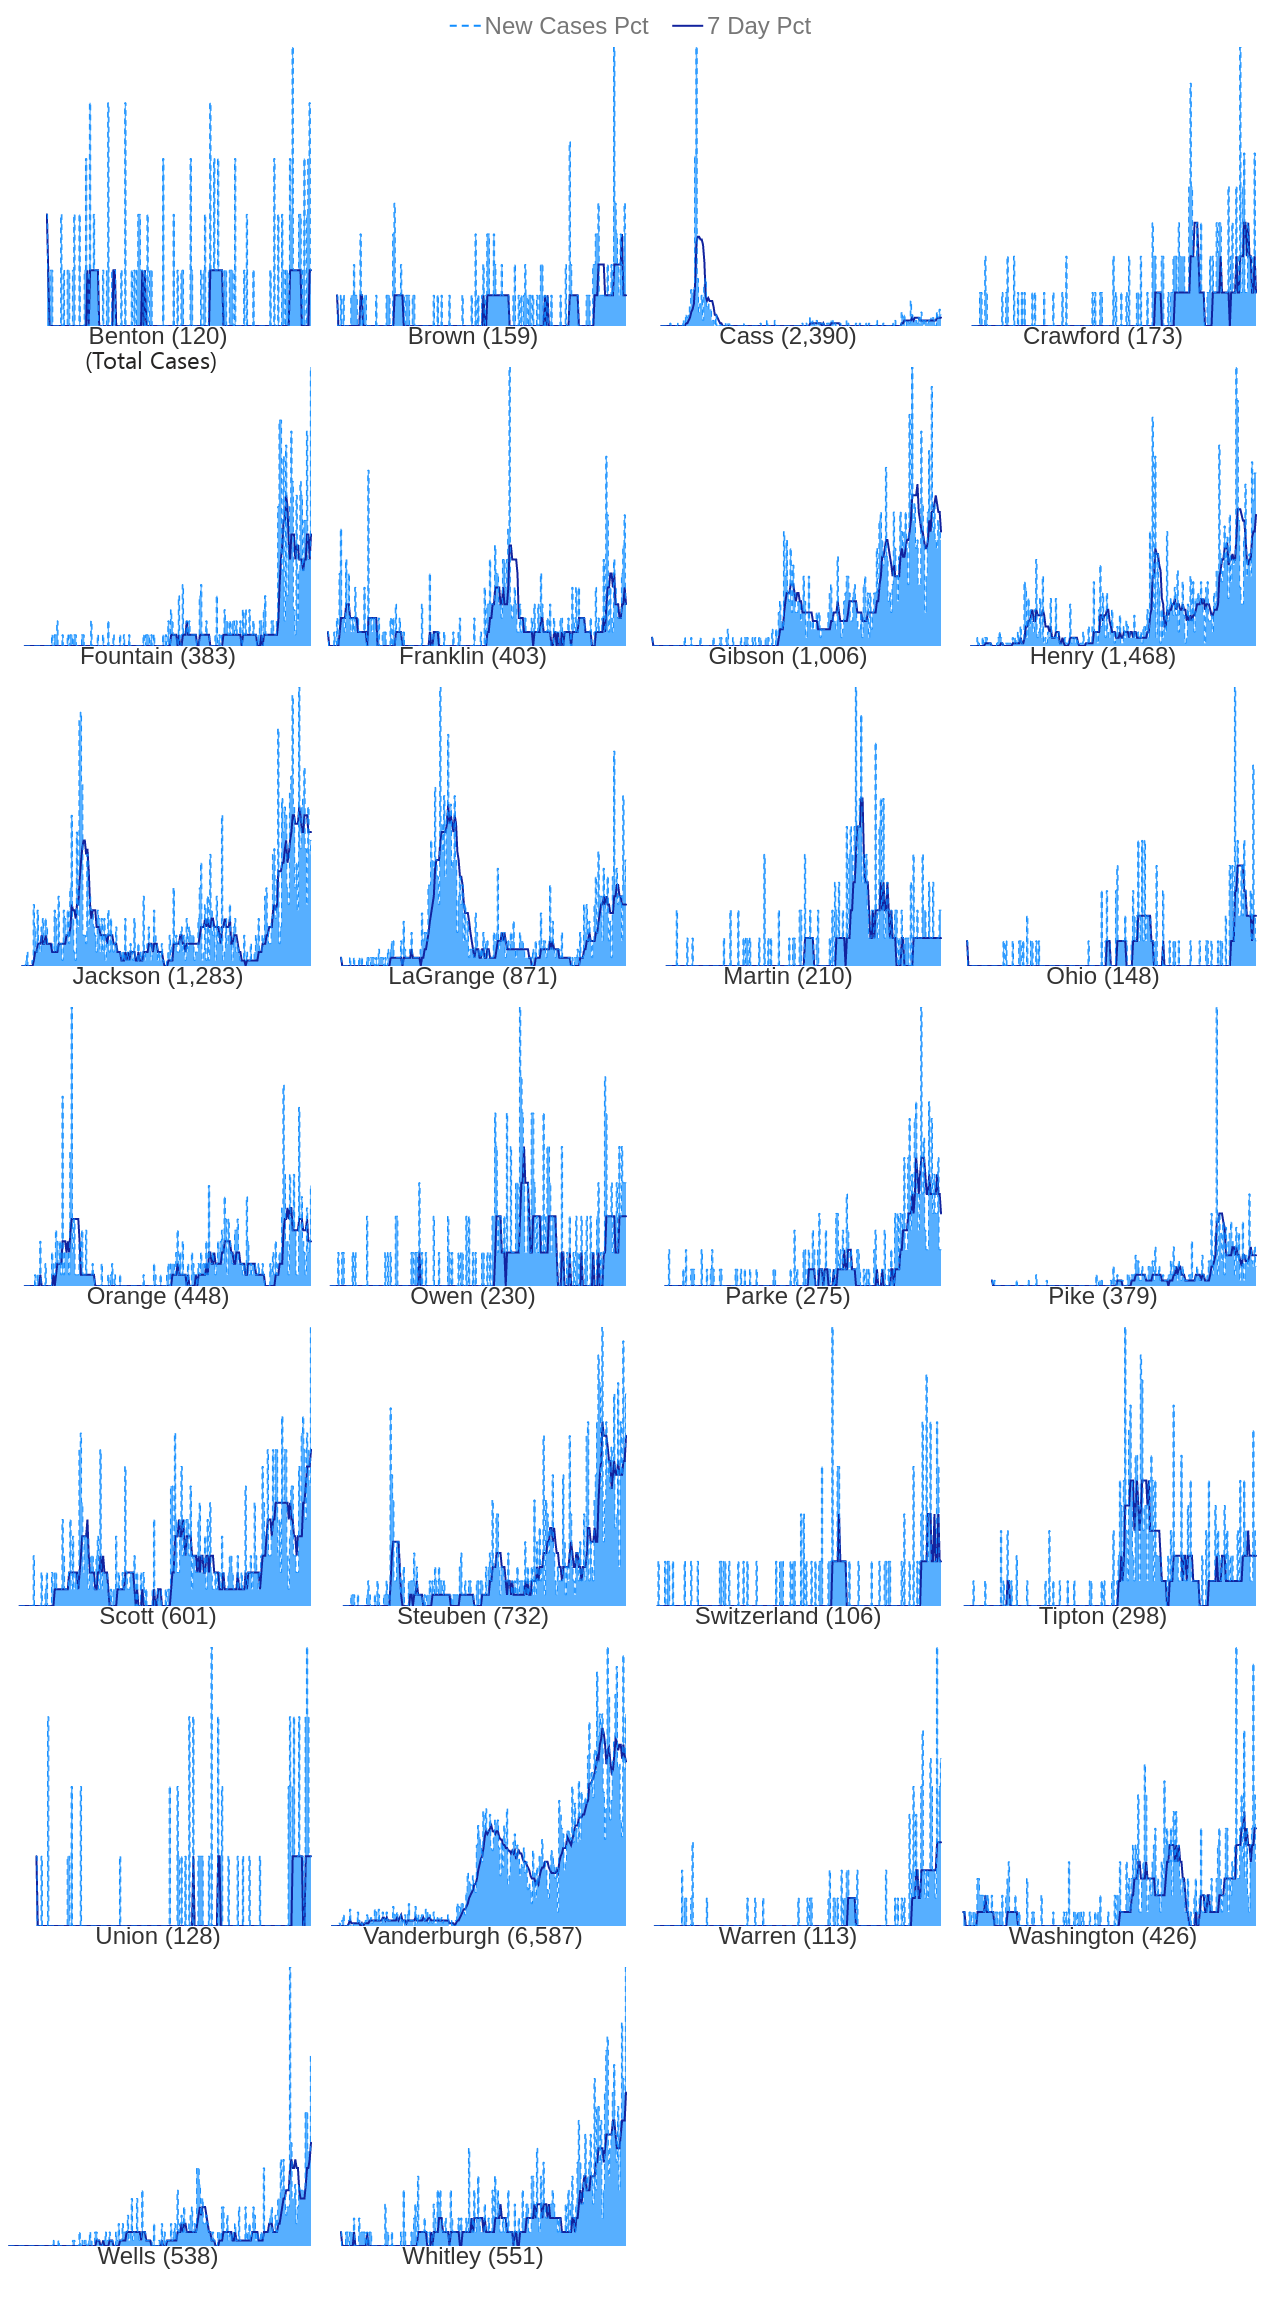 New Cases Pct 7 Day Pct
Benton (120) Brown (159) Cass (2,390) Crawford (173)
(Total Cases)
Fountain (383) Franklin (403) Gibson (1,006) Henry (1,468)
Jackson (1,283) LaGrange (871) Martin (210) Ohio (148)
Orange (448) Owen (230) Parke (275) Pike (379)
Scott (601) Steuben (732) Switzerland (106) Tipton (298)
Union (128) Vanderburgh (6,587) Warren (113) Washington (426)
Wells (538) Whitley (551)